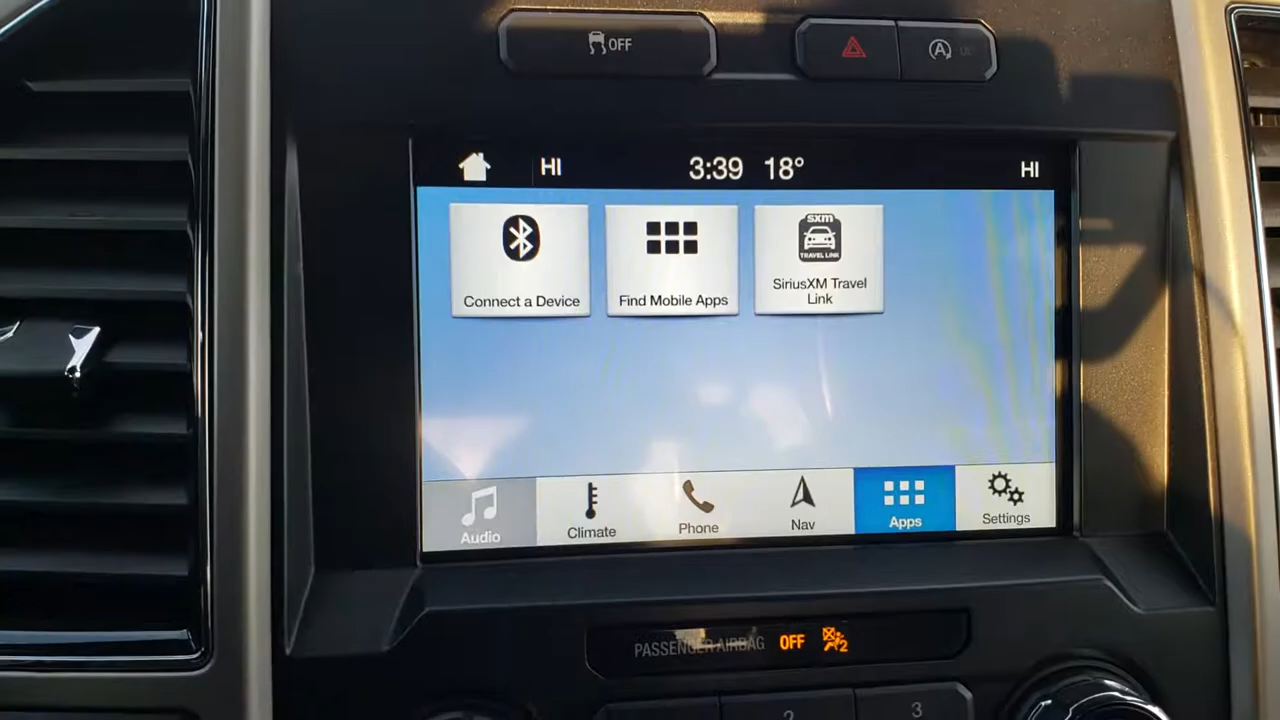 OFF
HI 3:39 18° HI
sxm
TRAVEL LINK
Connect a Device
Find Mobile Apps
SiriusXM Travel
Link
Audio
Climate
Phone
Nav
Apps
Settings
PASSENGER AIRBAG OFF 2
2
3